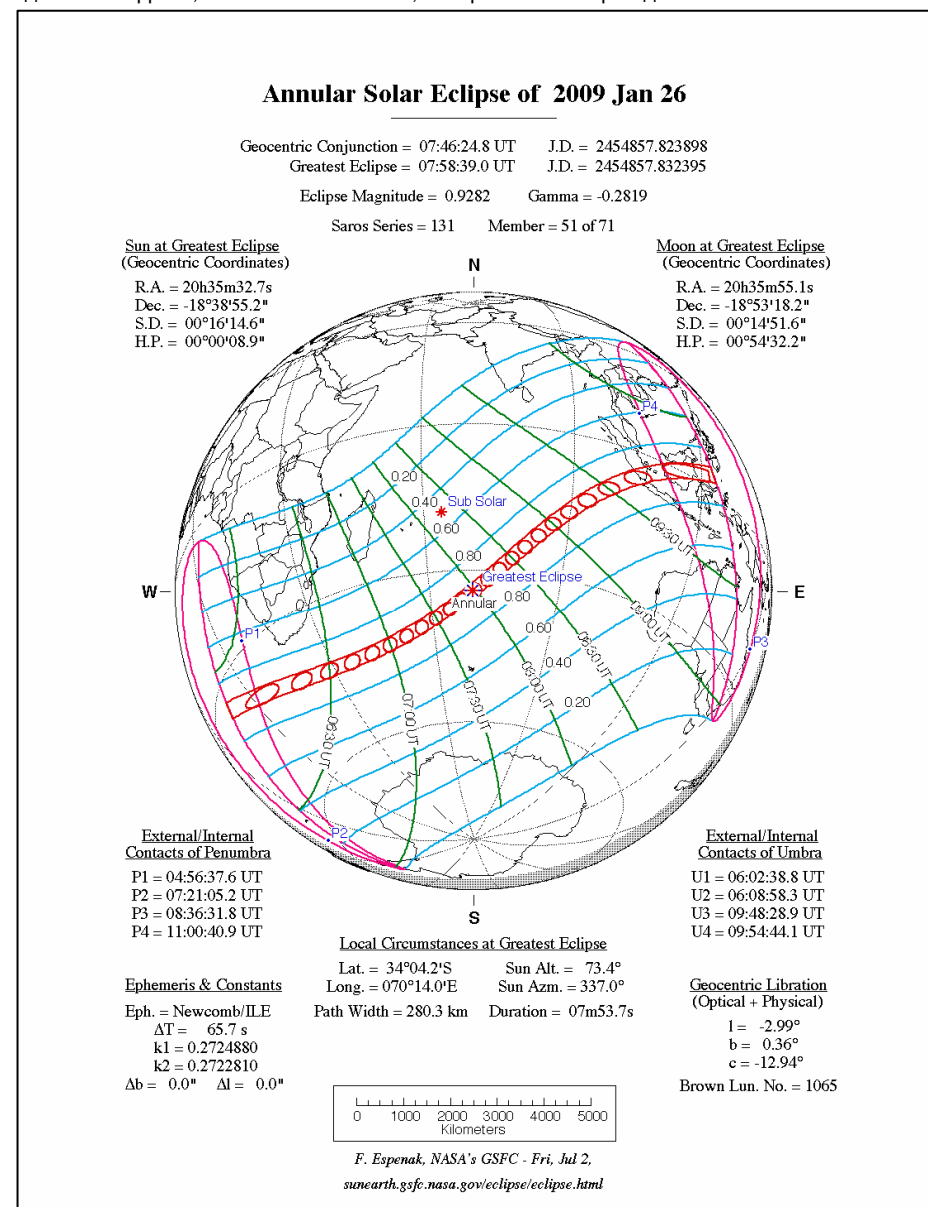 Annular Solar Eclipse of 2009 Jan 26
Geocentric Conjunction = 07:46:24.8 UT J.D. = 2454857.823898
Greatest Eclipse = 07:58:39.0 UT J.D. = 2454857.832395
Eclipse Magnitude = 0.9282 Gamma = -0.2819
Saros Series = 131 Member = 51 of 71
Sun at Greatest Eclipse
(Geocentric Coordinates)
R.A. = 20h35m32.7s
Dec. = -18°38'55.2"
S.D. = 00°16'14.6"
H.P. = 00°00'08.9"
Moon at Greatest Eclipse
(Geocentric Coordinates)
R.A. = 20h35m55.1s
Dec. = -18°53'18.2"
S.D. = 00°14'51.6"
H.P. = 00°54'32.2"
N
P4
0.20
0.40
Sub Solar
0.60
0.80
09:30 UT
Greatest Eclipse
W
E
Annular
0.80
P1
0.60
P3
0.40
0.20
06:30 UT
07:00 UT
07:30 UT
P2
S
External/Internal
Contacts of Penumbra
P1 = 04:56:37.6 UT
P2 = 07:21:05.2 UT
P3 = 08:36:31.8 UT
P4 = 11:00:40.9 UT
External/Internal
Contacts of Umbra
U1 = 06:02:38.8 UT
U2 = 06:08:58.3 UT
U3 = 09:48:28.9 UT
U4 = 09:54:44.1 UT
Local Circumstances at Greatest Eclipse
Lat. = 34°04.2'S Sun Alt. = 73.4°
Long. = 070°14.0'E Sun Azm. = 337.0°
Path Width = 280.3 km Duration = 07m53.7s
Ephemeris & Constants
Eph. = Newcomb/ILE
ΔT = 65.7 s
k1 = 0.2724880
k2 = 0.2722810
Δb = 0.0" Δl = 0.0"
Geocentric Libration
(Optical + Physical)
l = -2.99°
b = 0.36°
c = -12.94°
Brown Lun. No. = 1065
0 1000 2000 3000 4000 5000
Kilometers
F. Espenak, NASA's GSFC - Fri, Jul 2,
sunearth.gsfc.nasa.gov/eclipse/eclipse.html